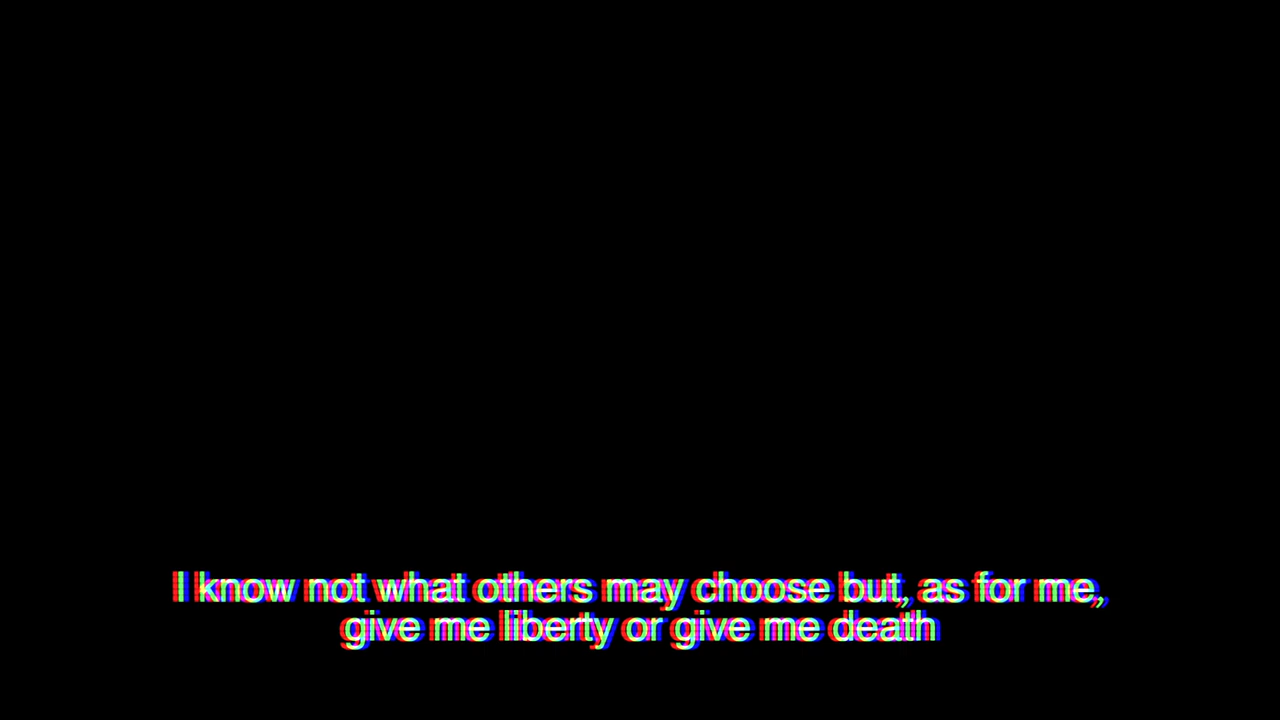 I know not what others may choose but, as for me,
give me liberty or give me death